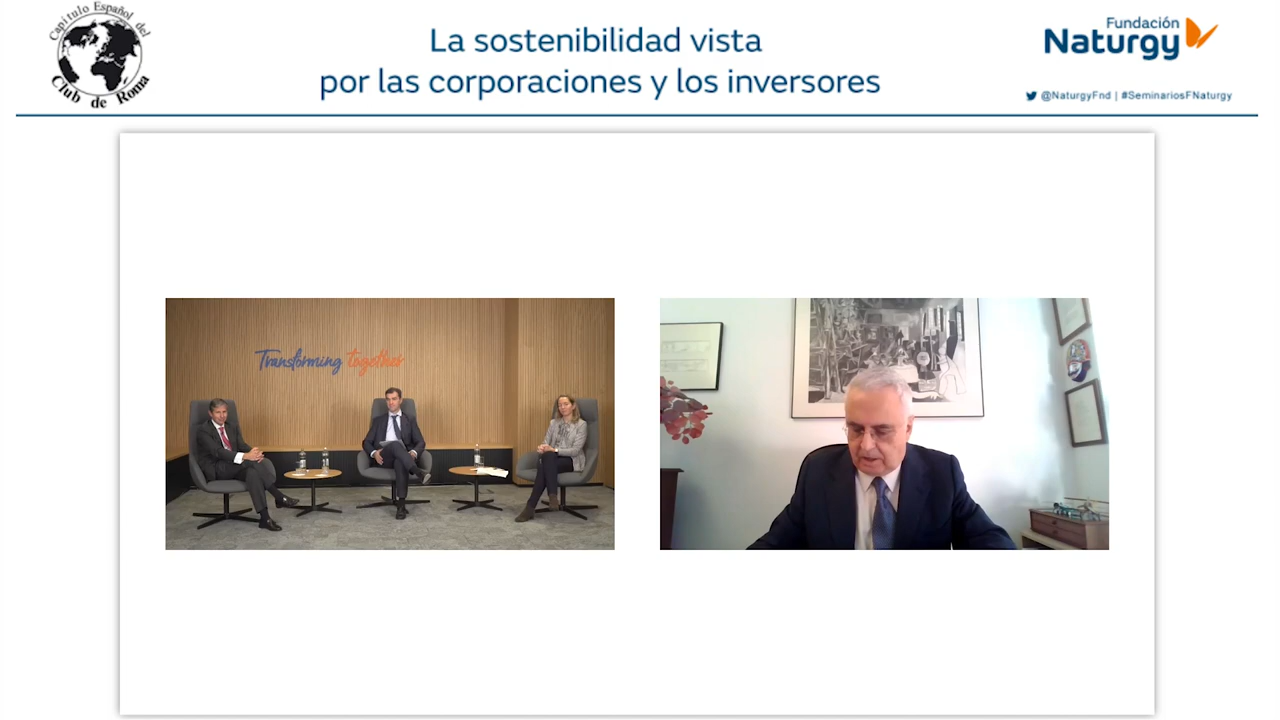 Capítulo Español del
Club de Roma
La sostenibilidad vista
por las corporaciones y los inversores
Fundación
Naturgy
@NaturgyFnd | #SeminariosFNaturgy
Transforming together